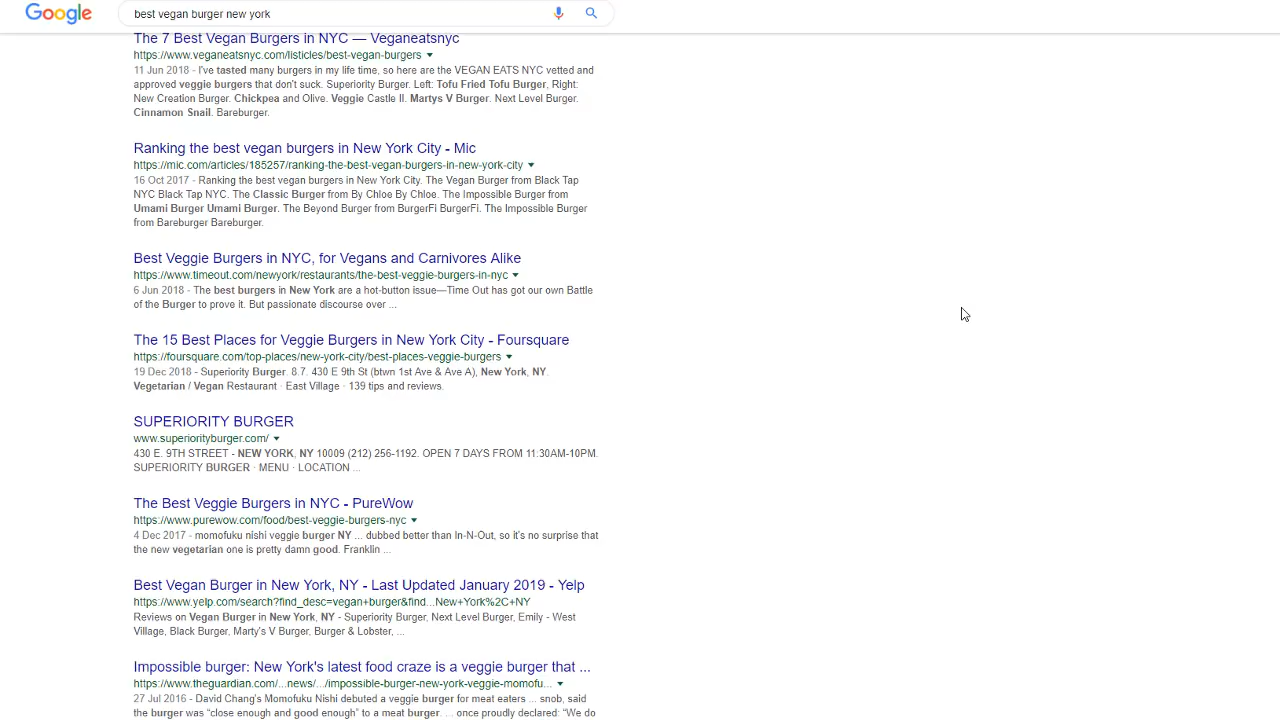 Google
best vegan burger new york
The 7 Best Vegan Burgers in NYC — Veganeatsnyc
https://www.veganeatsnyc.com/listicles/best-vegan-burgers
11 Jun 2018 - I've tasted many burgers in my life time, so here are the VEGAN EATS NYC vetted and
approved veggie burgers that don't suck. Superiority Burger. Left: Tofu Fried Tofu Burger, Right:
New Creation Burger. Chickpea and Olive. Veggie Castle II. Martys V Burger. Next Level Burger.
Cinnamon Snail. Bareburger.
Ranking the best vegan burgers in New York City - Mic
https://mic.com/articles/185257/ranking-the-best-vegan-burgers-in-new-york-city
16 Oct 2017 - Ranking the best vegan burgers in New York City. The Vegan Burger from Black Tap
NYC Black Tap NYC. The Classic Burger from By Chloe By Chloe. The Impossible Burger from
Umami Burger Umami Burger. The Beyond Burger from BurgerFi BurgerFi. The Impossible Burger
from Bareburger Bareburger.
Best Veggie Burgers in NYC, for Vegans and Carnivores Alike
https://www.timeout.com/newyork/restaurants/the-best-veggie-burgers-in-nyc
6 Jun 2018 - The best burgers in New York are a hot-button issue—Time Out has got our own Battle
of the Burger to prove it. But passionate discourse over ...
The 15 Best Places for Veggie Burgers in New York City - Foursquare
https://foursquare.com/top-places/new-york-city/best-places-veggie-burgers
19 Dec 2018 - Superiority Burger. 8.7. 430 E 9th St (btwn 1st Ave & Ave A), New York, NY.
Vegetarian / Vegan Restaurant · East Village · 139 tips and reviews.
SUPERIORITY BURGER
www.superiorityburger.com/
430 E. 9TH STREET - NEW YORK, NY 10009 (212) 256-1192. OPEN 7 DAYS FROM 11:30AM-10PM.
SUPERIORITY BURGER · MENU · LOCATION ...
The Best Veggie Burgers in NYC - PureWow
https://www.purewow.com/food/best-veggie-burgers-nyc
4 Dec 2017 - momofuku nishi veggie burger NY ... dubbed better than In-N-Out, so it's no surprise that
the new vegetarian one is pretty damn good. Franklin ...
Best Vegan Burger in New York, NY - Last Updated January 2019 - Yelp
https://www.yelp.com/search?find_desc=vegan+burger&find...New+York%2C+NY
Reviews on Vegan Burger in New York, NY - Superiority Burger, Next Level Burger, Emily - West
Village, Black Burger, Marty's V Burger, Burger & Lobster, ...
Impossible burger: New York's latest food craze is a veggie burger that ...
https://www.theguardian.com/...news/.../impossible-burger-new-york-veggie-momofu...
27 Jul 2016 - David Chang's Momofuku Nishi debuted a veggie burger for meat eaters ... snob, said
the burger was “close enough and good enough” to a meat burger. ... once proudly declared: “We do